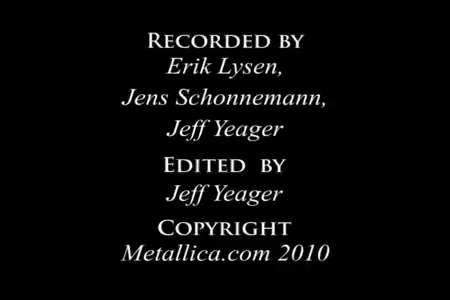 Recorded by
Erik Lysen,
Jens Schonnemann,
Jeff Yeager
Edited by
Jeff Yeager
Copyright
Metallica.com 2010